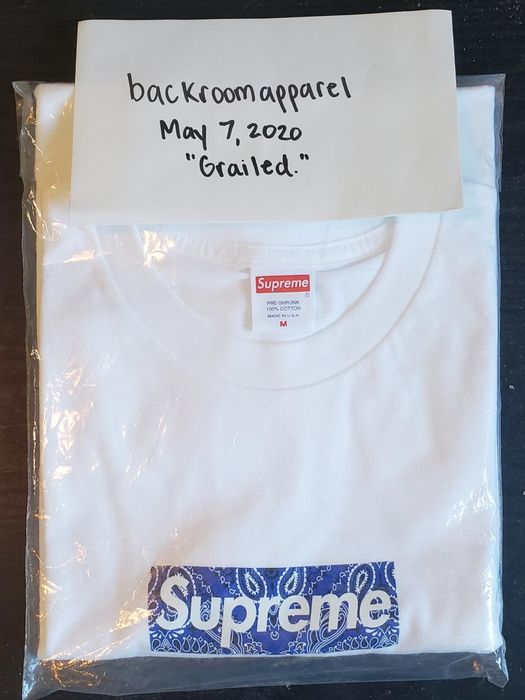 backroomapparel
May 7, 2020
"Grailed."
Supreme
®
PRE-SHRUNK
100% COTTON
MADE IN U.S.A.
M
Supreme